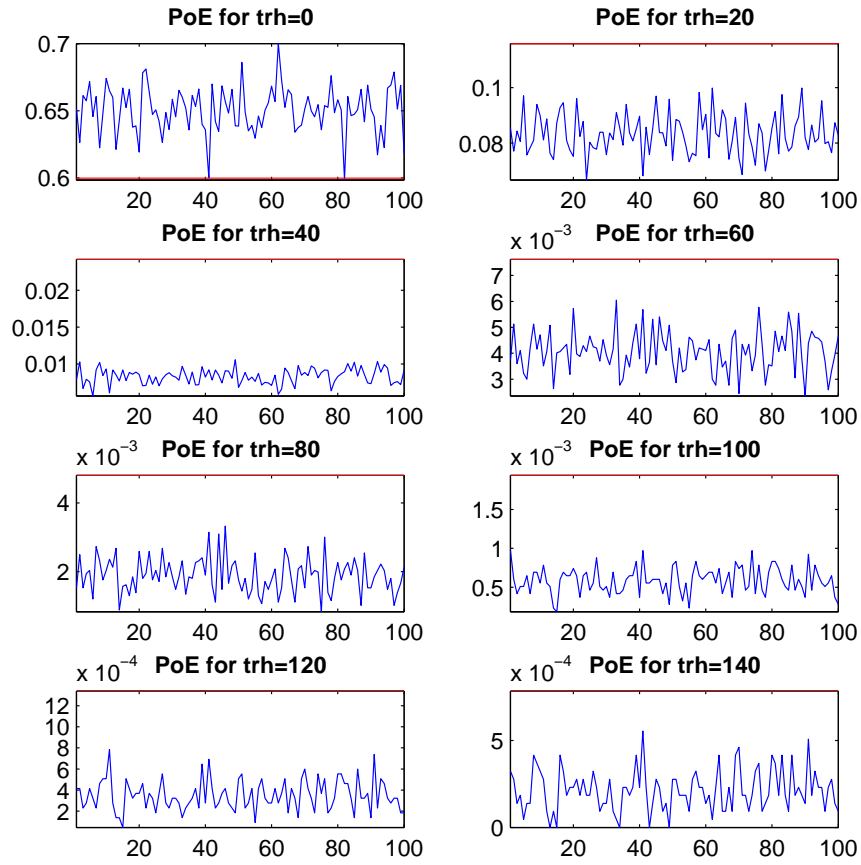 PoE for trh=0
0.7
0.65
0.6
20 40 60 80 100
PoE for trh=20
0.1
0.08
20 40 60 80 100
PoE for trh=40
0.02
0.015
0.01
20 40 60 80 100
x 10⁻³ PoE for trh=60
7
6
5
4
3
20 40 60 80 100
x 10⁻³ PoE for trh=80
4
2
20 40 60 80 100
x 10⁻³ PoE for trh=100
1.5
1
0.5
20 40 60 80 100
x 10⁻⁴ PoE for trh=120
12
10
8
6
4
2
20 40 60 80 100
x 10⁻⁴ PoE for trh=140
5
0
20 40 60 80 100